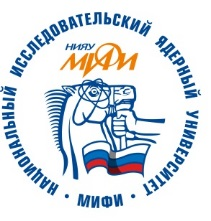 НАЦИОНАЛЬНЫЙ ИССЛЕДОВАТЕЛЬСКИЙ ЯДЕРНЫЙ УНИВЕРСИТЕТ
• МИФИ •
НИЯУ
МИФИ